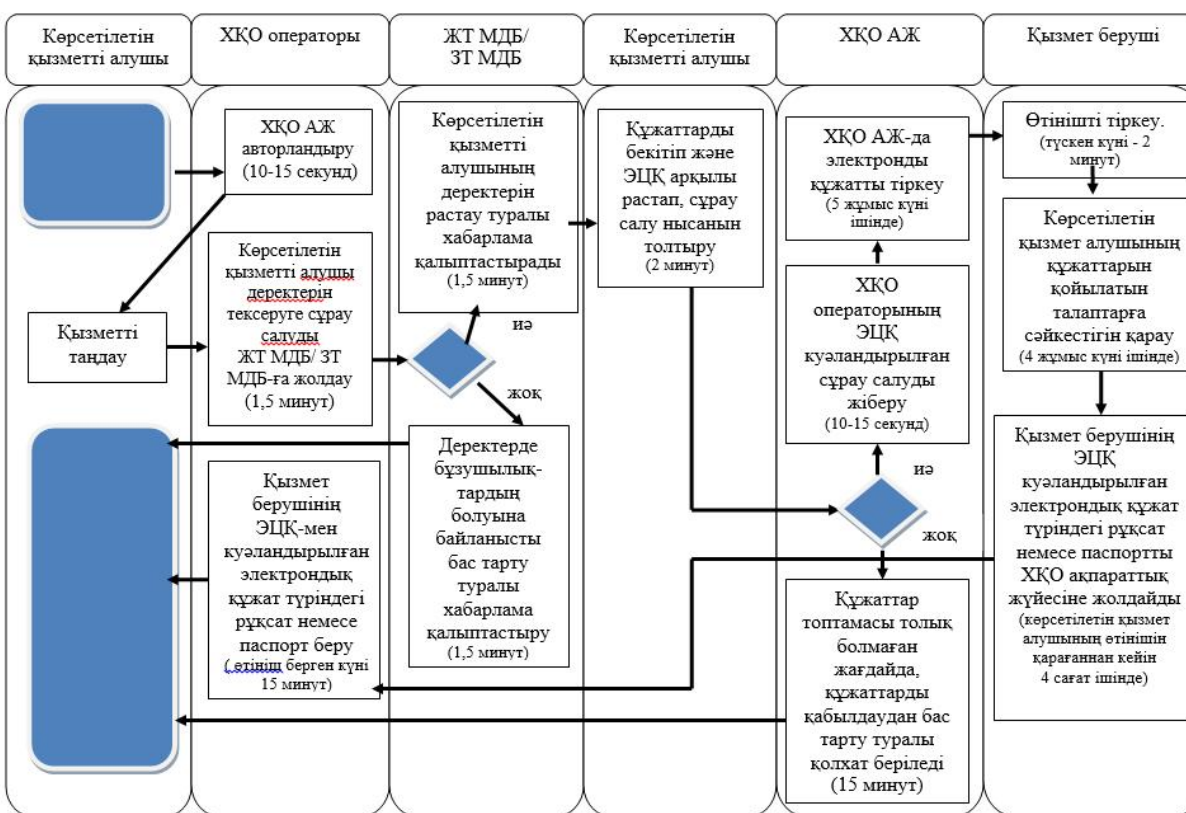 Көрсетілетін
қызметті алушы
ХҚО операторы
ЖТ МДБ/
ЗТ МДБ
Көрсетілетін
қызметті алушы
ХҚО АЖ
Қызмет беруші
ХҚО АЖ
авторландыру
(10-15 секунд)
Қызметті
таңдау
Көрсетілетін
қызметті алушы
деректерін
тексеруге сұрау
салуды
ЖТ МДБ/ ЗТ
МДБ-ға жолдау
(1,5 минут)
Қызмет
берушінің
ЭЦҚ-мен
куәландырылған
электрондық
құжат түріндегі
рұқсат немесе
паспорт беру
( өтініш берген күні
15 минут)
Көрсетілетін
қызметті
алушының
деректерін
растау туралы
хабарлама
қалыптастырады
(1,5 минут)
иә
жоқ
Деректерде
бұзушылық-
тардың
болуына
байланысты
бас тарту
туралы
хабарлама
қалыптастыру
(1,5 минут)
Құжаттарды
бекітіп және
ЭЦҚ арқылы
растап, сұрау
салу нысанын
толтыру
(2 минут)
ХҚО АЖ-да
электронды
құжатты тіркеу
(5 жұмыс күні
ішінде)
ХҚО
операторының
ЭЦҚ
куәландырылған
сұрау салуды
жіберу
(10-15 секунд)
иә
жоқ
Құжаттар
топтамасы толық
болмаған
жағдайда,
құжаттарды
қабылдаудан бас
тарту туралы
қолхат беріледі
(15 минут)
Өтінішті тіркеу.
(түскен күні - 2
минут)
Көрсетілетін
қызмет алушының
құжаттарын
қойылатын
талаптарға
сәйкестігін қарау
(4 жұмыс күні ішінде)
Қызмет берушінің
ЭЦҚ
куәландырылған
электрондық құжат
түріндегі рұқсат
немесе паспортты
ХҚО ақпараттық
жүйесіне жолдайды
(көрсетілетін қызмет
алушының өтінішін
қарағаннан кейін
4 сағат ішінде)